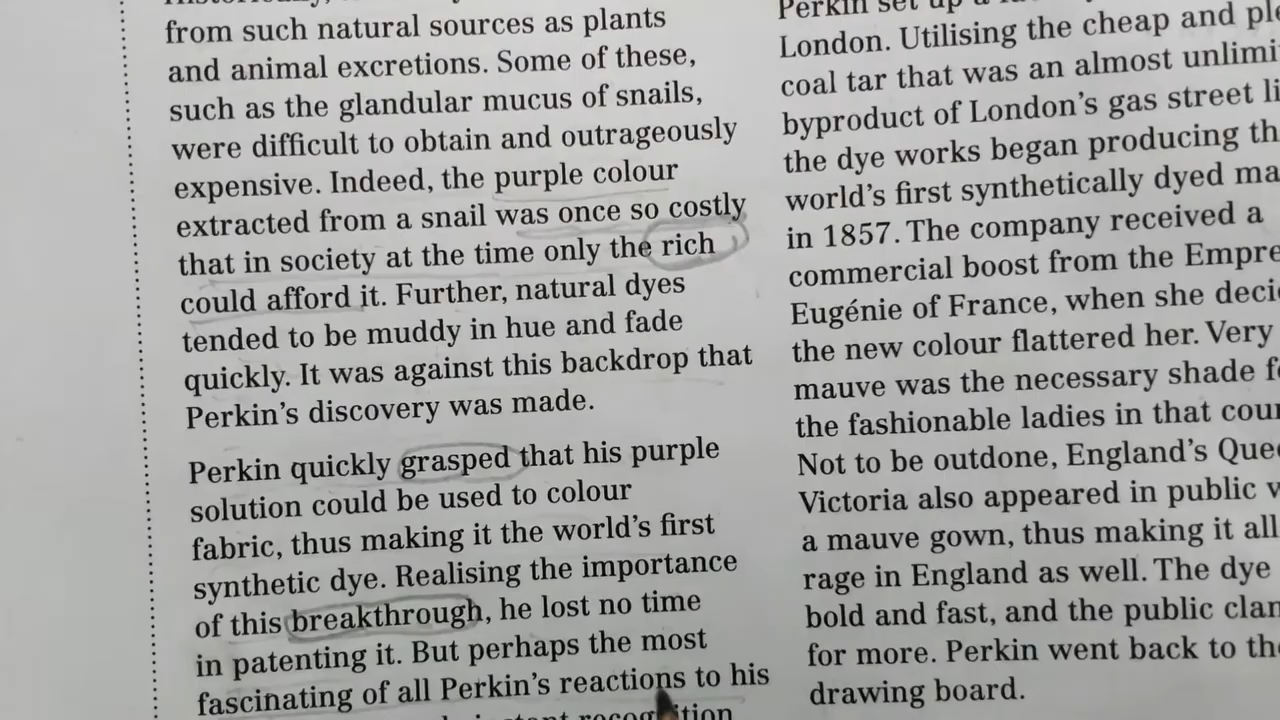 from such natural sources as plants
and animal excretions. Some of these,
such as the glandular mucus of snails,
were difficult to obtain and outrageously
expensive. Indeed, the purple colour
extracted from a snail was once so costly
that in society at the time only the rich
could afford it. Further, natural dyes
tended to be muddy in hue and fade
quickly. It was against this backdrop that
Perkin's discovery was made.
Perkin quickly grasped that his purple
solution could be used to colour
fabric, thus making it the world's first
synthetic dye. Realising the importance
of this breakthrough, he lost no time
in patenting it. But perhaps the most
fascinating of all Perkin's reactions to his
recognition
Perkin set up a
London. Utilising the cheap and
coal tar that was an almost
byproduct of London's gas street
the dye works began producing
world's first synthetically dyed
in 1857. The company received a
commercial boost from the
Eugénie of France, when she
the new colour flattered her. Very
mauve was the necessary shade
the fashionable ladies in that
Not to be outdone, England's
Victoria also appeared in public
a mauve gown, thus making it all
rage in England as well. The dye
bold and fast, and the public
for more. Perkin went back to
drawing board.